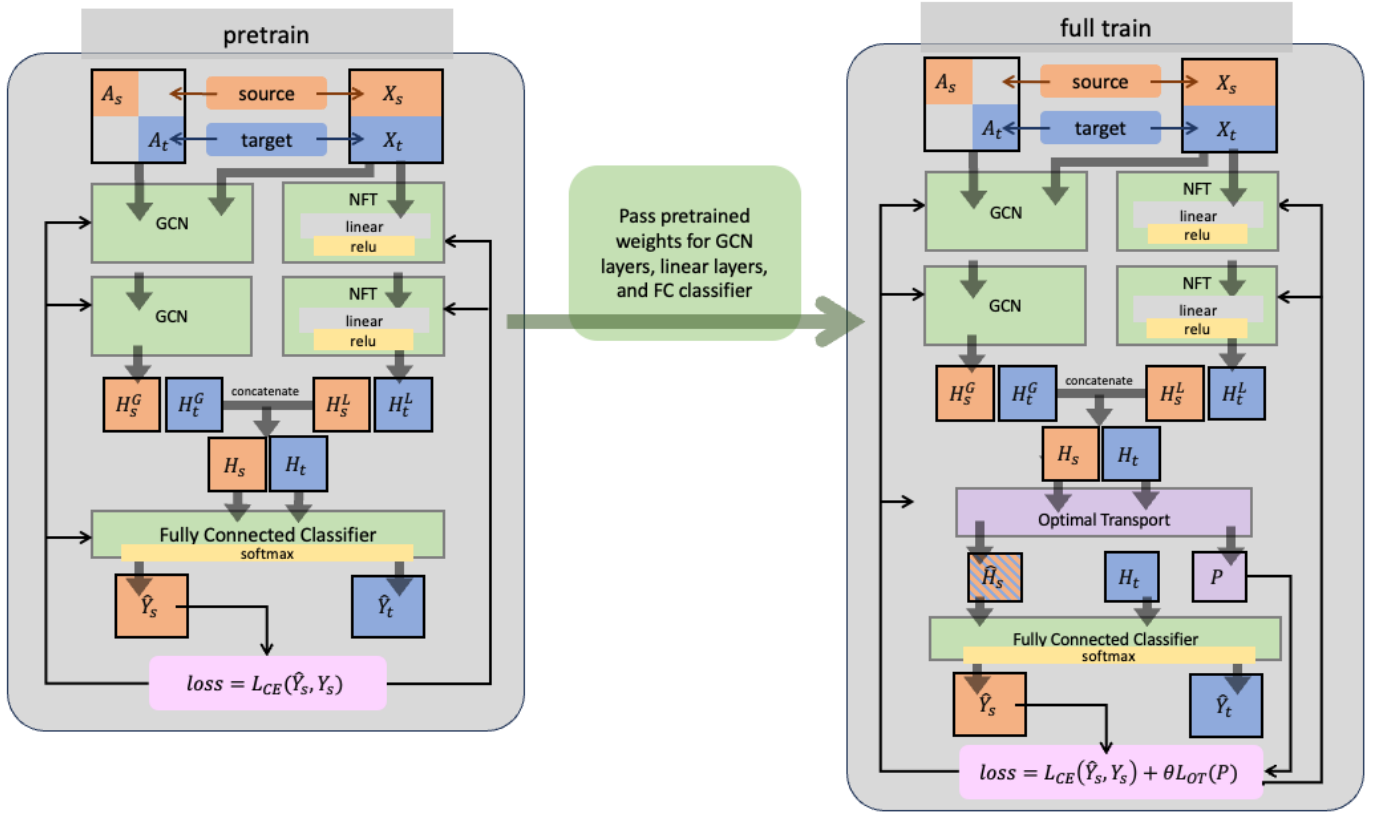 pretrain
A_s
source
X_s
A_t
target
X_t
GCN
NFT
linear
relu
GCN
NFT
linear
relu
H_s^G
H_t^G
concatenate
H_s^L
H_t^L
H_s
H_t
Fully Connected Classifier
softmax
Ŷ_s
Ŷ_t
loss = L_CE(Ŷ_s, Y_s)
Pass pretrained
weights for GCN
layers, linear layers,
and FC classifier
full train
A_s
source
X_s
A_t
target
X_t
GCN
NFT
linear
relu
GCN
NFT
linear
relu
H_s^G
H_t^G
concatenate
H_s^L
H_t^L
H_s
H_t
Optimal Transport
Ĥ_s
H_t
P
Fully Connected Classifier
softmax
Ŷ_s
Ŷ_t
loss = L_CE(Ŷ_s, Y_s) + θL_OT(P)